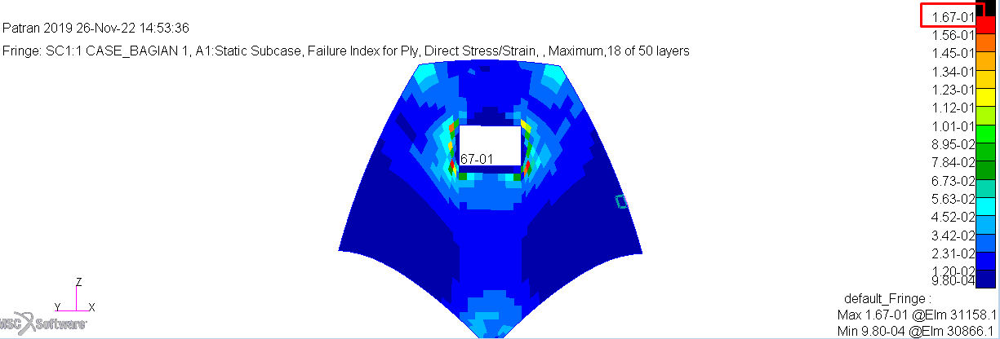 Patran 2019 26-Nov-22 14:53:36
Fringe: SC1:1 CASE_BAGIAN 1, A1:Static Subcase, Failure Index for Ply, Direct Stress/Strain, , Maximum,18 of 50 layers
67-01
1.67-01
1.56-01
1.45-01
1.34-01
1.23-01
1.12-01
1.01-01
8.95-02
7.84-02
6.73-02
5.63-02
4.52-02
3.42-02
2.31-02
1.20-02
9.80-04
Z
Y
X
MSC Software
default_Fringe :
Max 1.67-01 @Elm 31158.1
Min 9.80-04 @Elm 30866.1